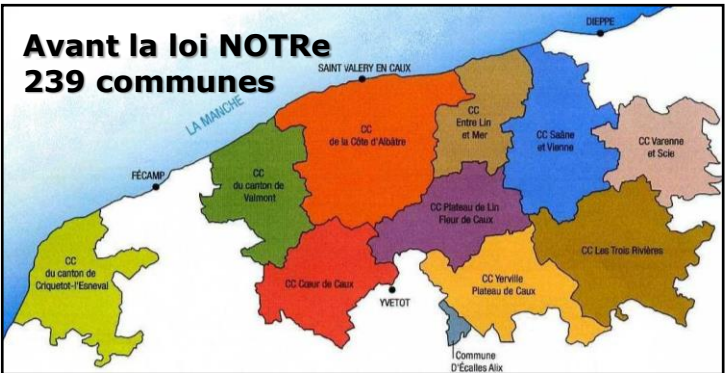 Avant la loi NOTRe
239 communes
DIEPPE
SAINT VALERY EN CAUX
LA MANCHE
CC
Entre Lin
et Mer
CC
de la Côte d'Albâtre
CC Saâne
et Vienne
CC Varenne
et Scie
FÉCAMP
CC
du canton de
Valmont
CC Plateau de Lin
Fleur de Caux
CC
du canton de
Criquetot-l'Esneval
CC Les Trois Rivières
CC Cœur de Caux
CC Yerville
Plateau de Caux
YVETOT
Commune
D'Écalles Alix